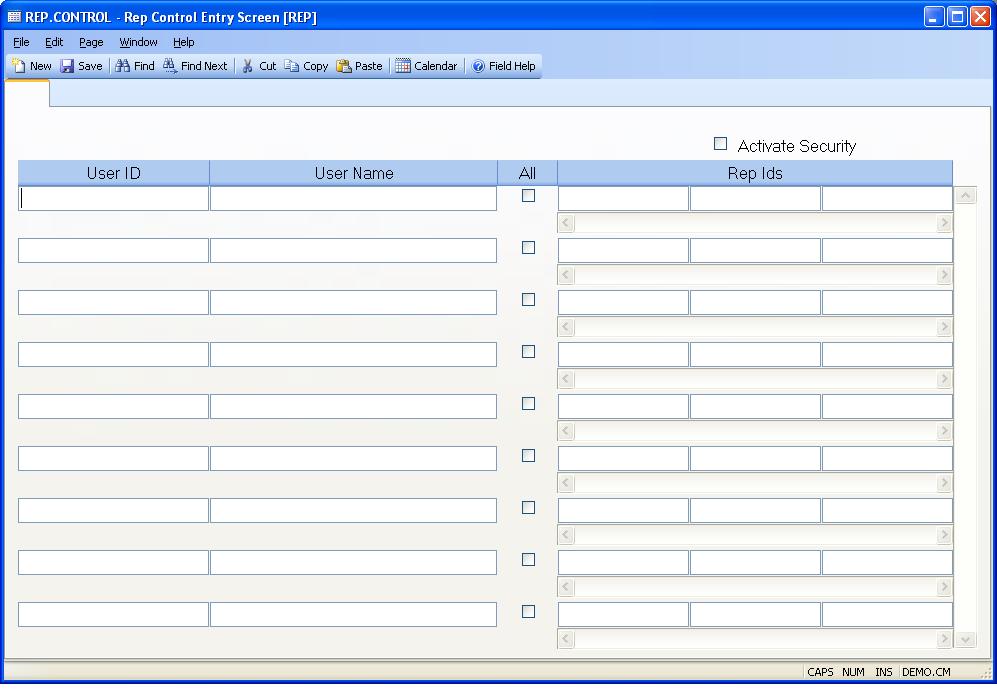 REP.CONTROL - Rep Control Entry Screen [REP]
File Edit Page Window Help
New Save Find Find Next Cut Copy Paste Calendar Field Help
Activate Security
User ID User Name All Rep Ids
CAPS NUM INS DEMO.CM